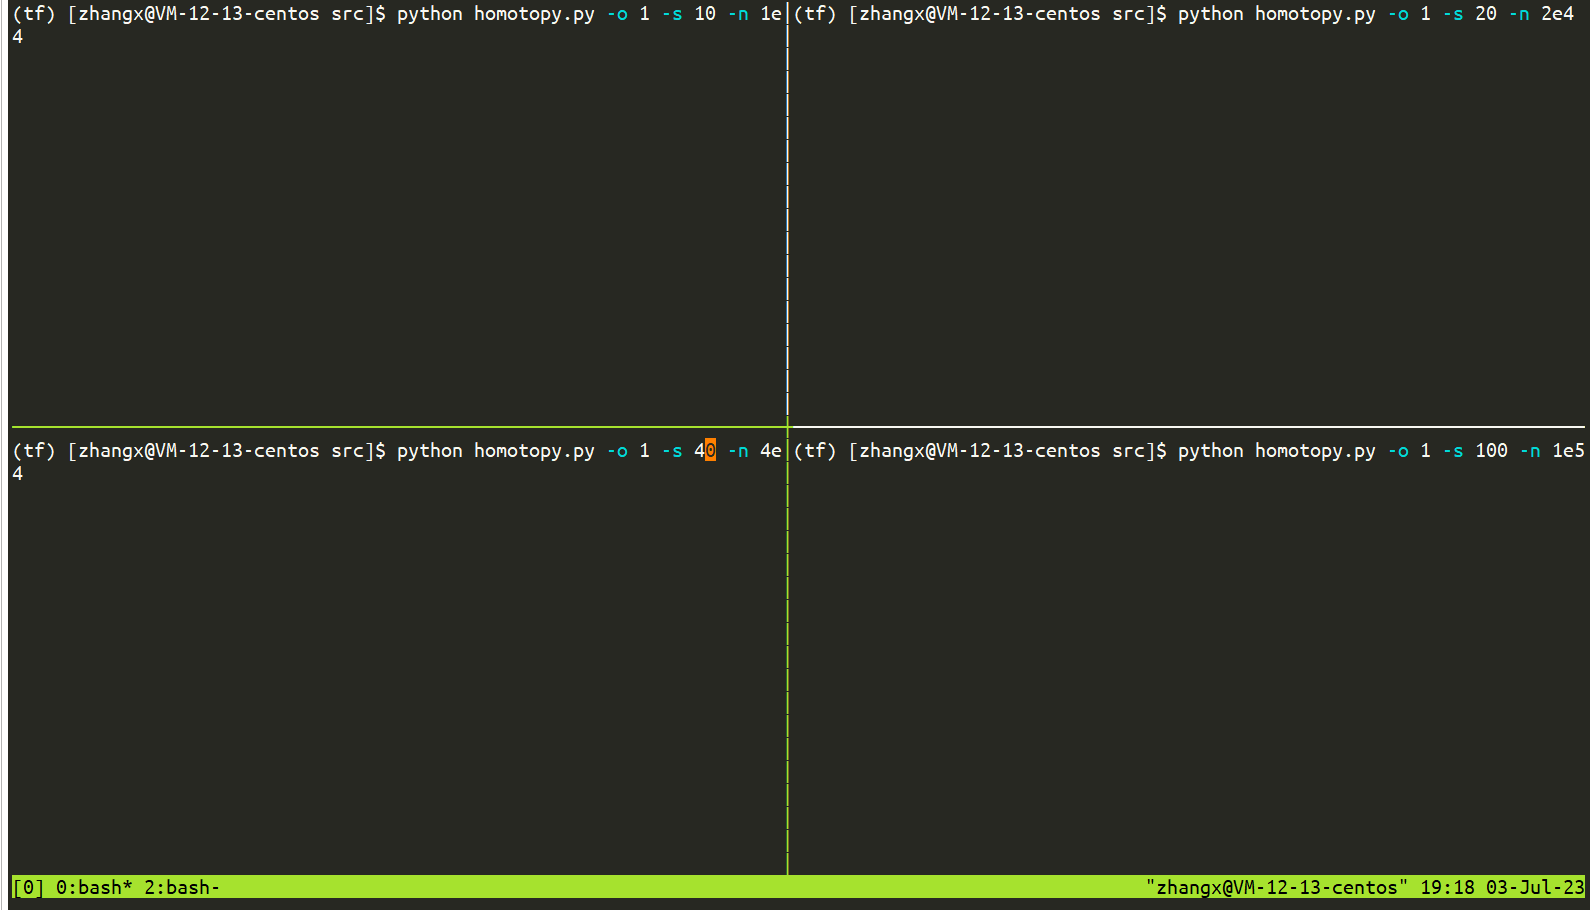 (tf) [zhangx@VM-12-13-centos src]$ python homotopy.py -o 1 -s 10 -n 1e
4
(tf) [zhangx@VM-12-13-centos src]$ python homotopy.py -o 1 -s 20 -n 2e4
(tf) [zhangx@VM-12-13-centos src]$ python homotopy.py -o 1 -s 40 -n 4e
4
(tf) [zhangx@VM-12-13-centos src]$ python homotopy.py -o 1 -s 100 -n 1e5
[0] 0:bash* 2:bash- "zhangx@VM-12-13-centos" 19:18 03-Jul-23